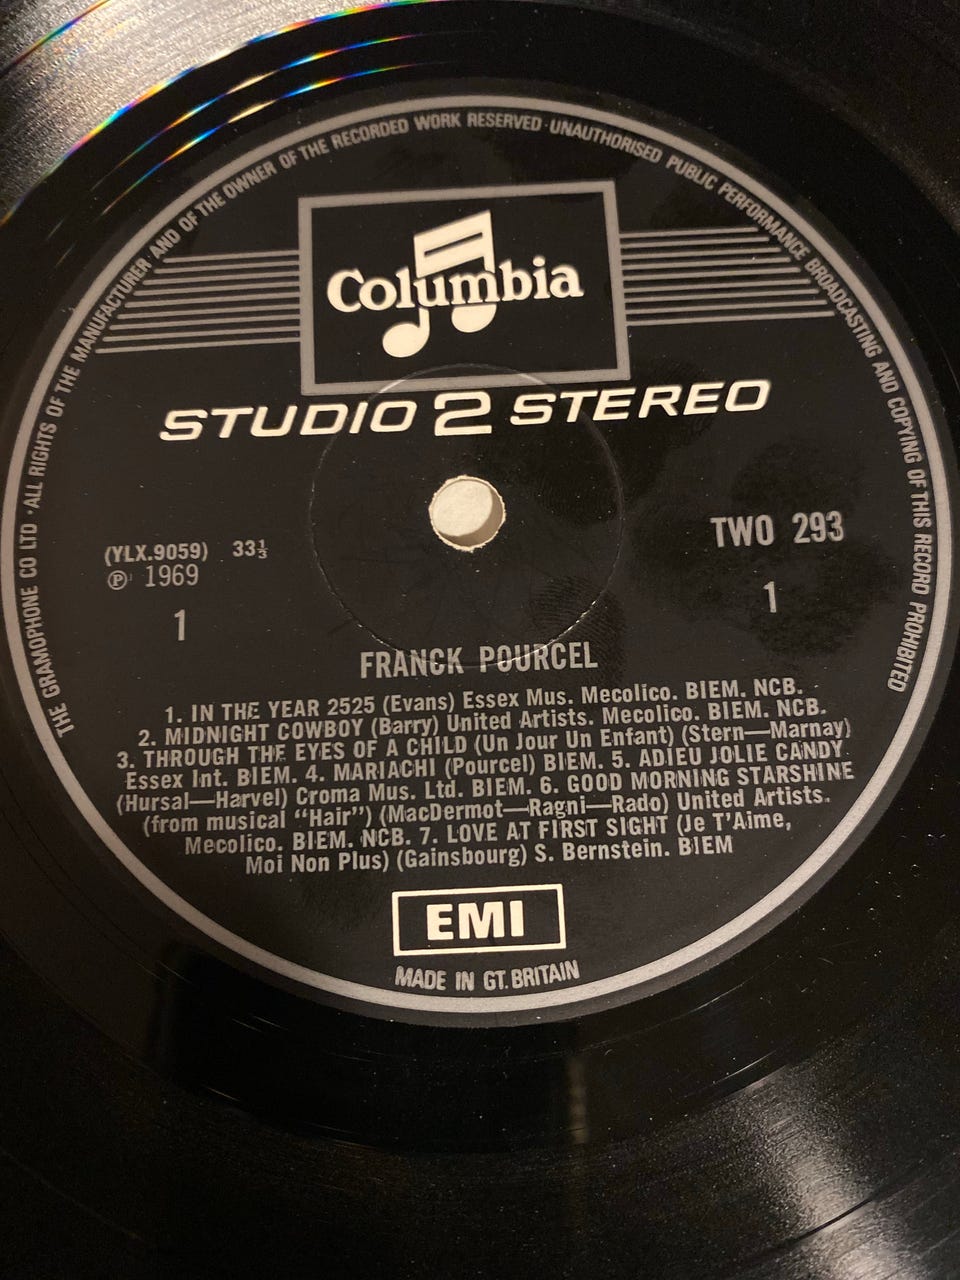 THE GRAMOPHONE CO LTD · ALL RIGHTS OF THE MANUFACTURER AND OF THE OWNER OF THE RECORDED WORK RESERVED · UNAUTHORISED PUBLIC PERFORMANCE BROADCASTING AND COPYING OF THIS RECORD PROHIBITED
Columbia
STUDIO 2 STEREO
(YLX.9059) 33⅓
Ⓟ 1969
1
TWO 293
1
FRANCK POURCEL
1. IN THE YEAR 2525 (Evans) Essex Mus. Mecolico. BIEM. NCB.
2. MIDNIGHT COWBOY (Barry) United Artists. Mecolico. BIEM. NCB.
3. THROUGH THE EYES OF A CHILD (Un Jour Un Enfant) (Stern—Marnay)
Essex Int. BIEM. 4. MARIACHI (Pourcel) BIEM. 5. ADIEU JOLIE CANDY
(Hursal—Harvel) Croma Mus. Ltd. BIEM. 6. GOOD MORNING STARSHINE
(from musical “Hair”) (MacDermot—Ragni—Rado) United Artists.
Mecolico. BIEM. NCB. 7. LOVE AT FIRST SIGHT (Je T'Aime,
Moi Non Plus) (Gainsbourg) S. Bernstein. BIEM
EMI
MADE IN GT. BRITAIN